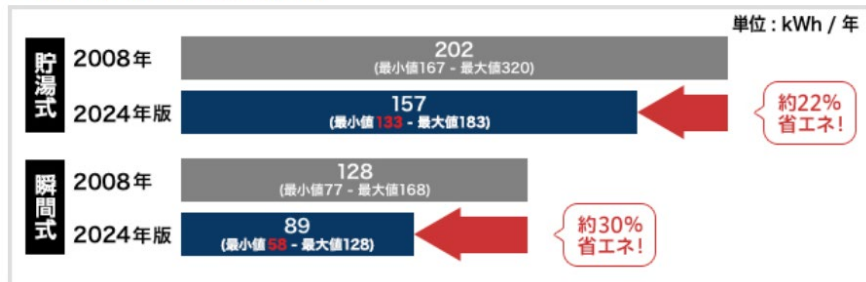 単位 : kWh / 年
貯湯式
2008年
202
(最小値167 - 最大値320)
2024年版
157
(最小値133 - 最大値183)
約22%
省エネ!
瞬間式
2008年
128
(最小値77 - 最大値168)
2024年版
89
(最小値58 - 最大値128)
約30%
省エネ!